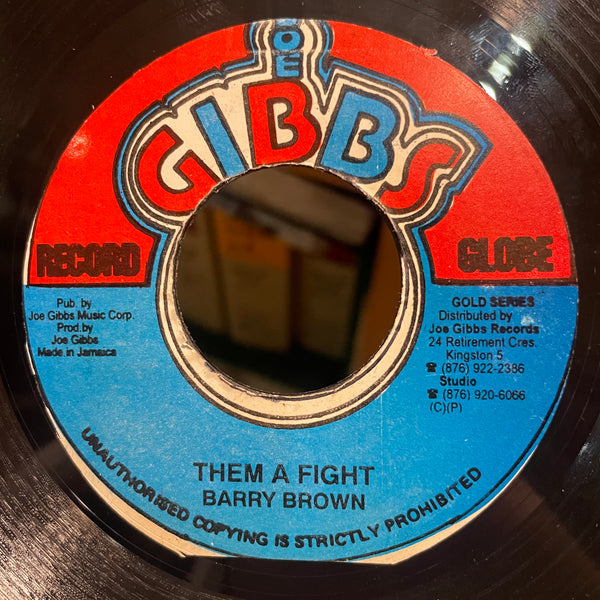 JOE
GIBBS
RECORD GLOBE
Pub. by
Joe Gibbs Music Corp.
Prod.by
Joe Gibbs
Made.in Jamaica
GOLD SERIES
Distributed by
Joe Gibbs Records
24 Retirement Cres.
Kingston 5
☎ (876) 922-2386
Studio
☎ (876) 920-6066
(C)(P)
THEM A FIGHT
BARRY BROWN
UNAUTHORISED COPYING IS STRICTLY PROHIBITED